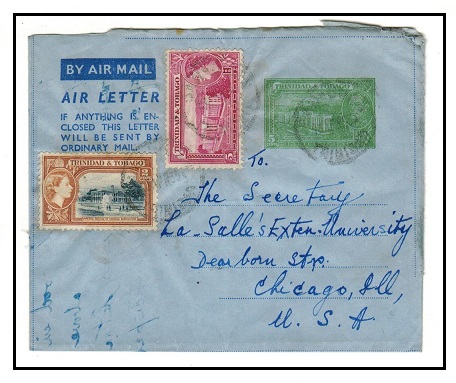 BY AIR MAIL
AIR LETTER
IF ANYTHING IS EN-
CLOSED THIS LETTER
WILL BE SENT BY
ORDINARY MAIL.
TRINIDAD & TOBAGO
TRINIDAD & TOBAGO
TRINIDAD & TOBAGO
To.
The Secretary
La-Salle's Exten-University
Dearborn Stxp.
Chicago, Ill,
U. S. A